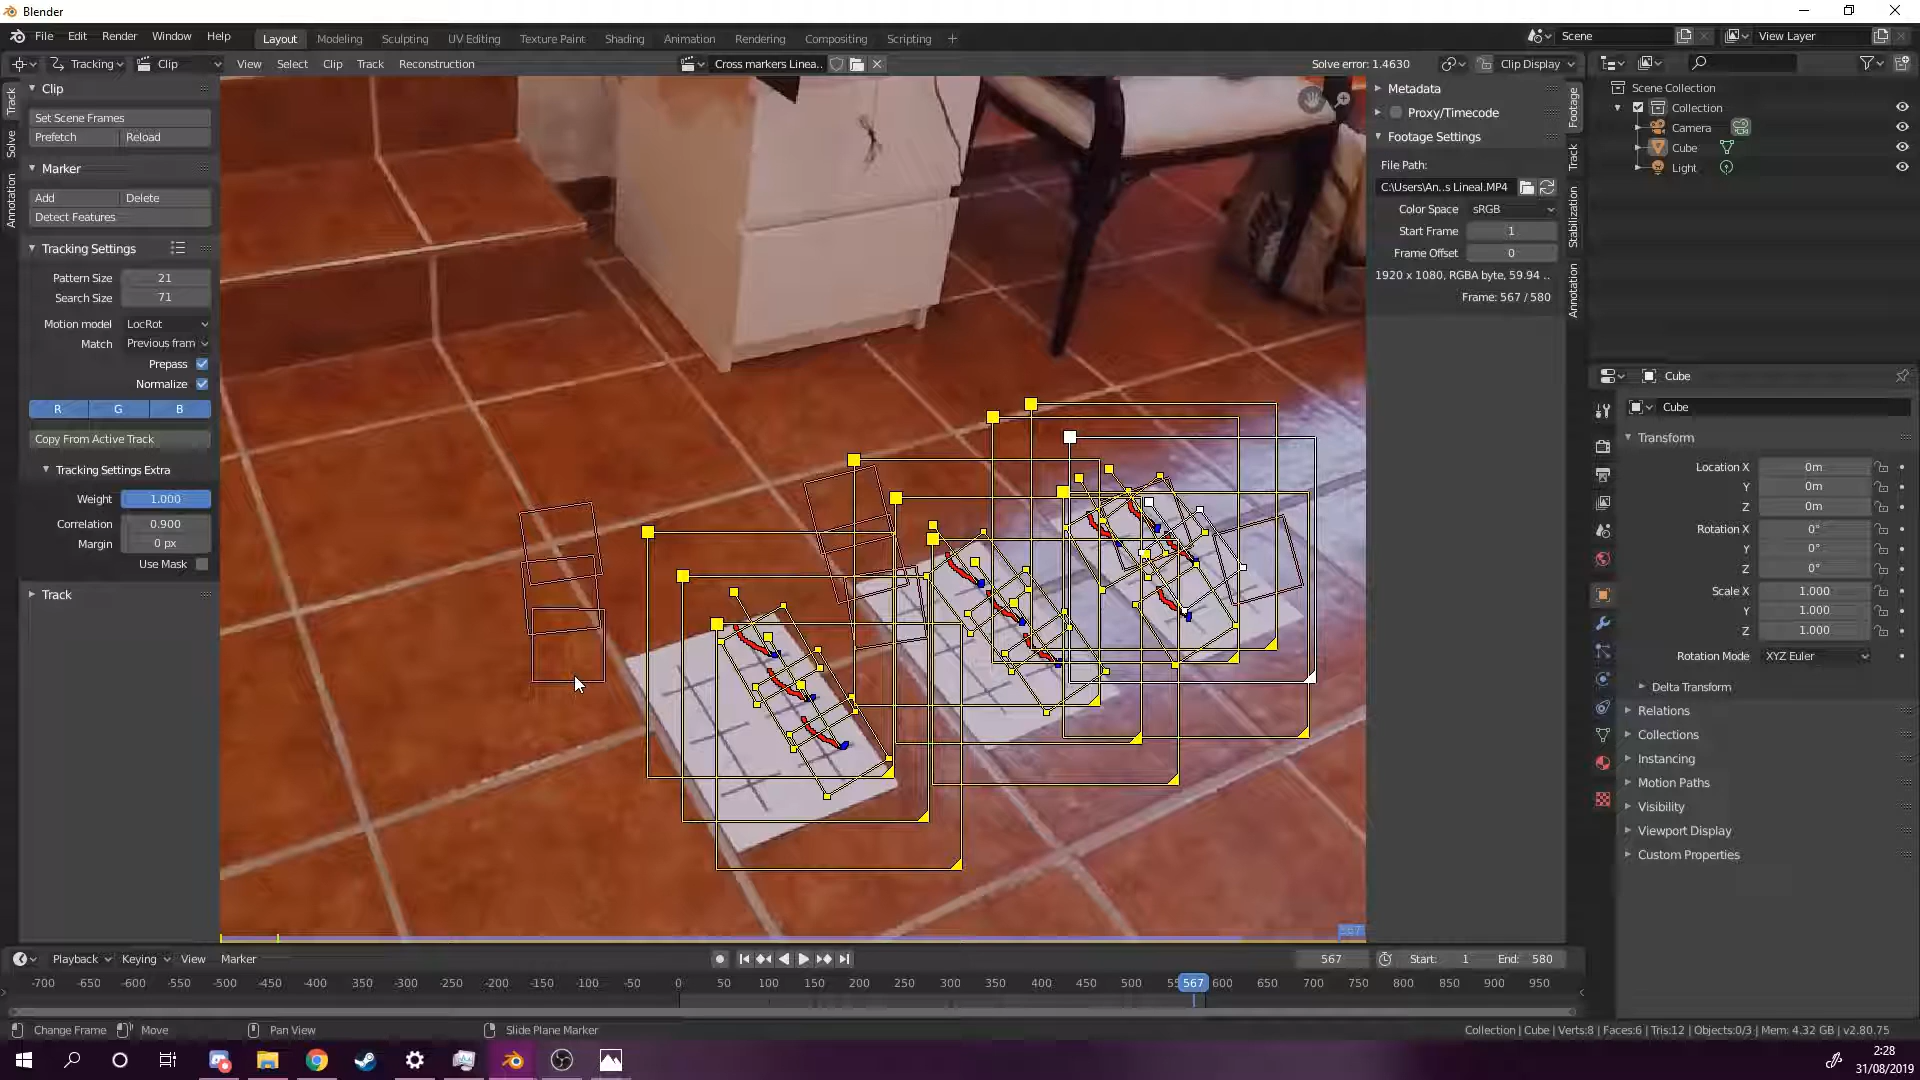 Blender
File Edit Render Window Help
Layout Modeling Sculpting UV Editing Texture Paint Shading Animation Rendering Compositing Scripting +
Scene
View Layer
Tracking Clip View Select Clip Track Reconstruction
Cross markers Linea..
Solve error: 1.4630
Clip Display
Track
Solve
Annotation
Clip
Set Scene Frames
Prefetch Reload
Marker
Add Delete
Detect Features
Tracking Settings
Pattern Size 21
Search Size 71
Motion model LocRot
Match Previous fram
Prepass
Normalize
R G B
Copy From Active Track
Tracking Settings Extra
Weight 1.000
Correlation 0.900
Margin 0 px
Use Mask
Track
Metadata
Proxy/Timecode
Footage Settings
File Path:
C:\Users\An..s Lineal.MP4
Color Space sRGB
Start Frame 1
Frame Offset 0
1920 x 1080, RGBA byte, 59.94 ..
Frame: 567 / 580
Footage
Track
Stabilization
Annotation
Scene Collection
Collection
Camera
Cube
Light
Cube
Cube
Transform
Location X 0m
Y 0m
Z 0m
Rotation X 0°
Y 0°
Z 0°
Scale X 1.000
Y 1.000
Z 1.000
Rotation Mode XYZ Euler
Delta Transform
Relations
Collections
Instancing
Motion Paths
Visibility
Viewport Display
Custom Properties
567
Playback Keying View Marker
567 Start: 1 End: 580
-700 -650 -600 -550 -500 -450 -400 -350 -300 -250 -200 -150 -100 -50 0 50 100 150 200 250 300 350 400 450 500 55 567 600 650 700 750 800 850 900 950
Change Frame Move Pan View Slide Plane Marker
Collection | Cube | Verts:8 | Faces:6 | Tris:12 | Objects:0/3 | Mem: 4.32 GB | v2.80.75
2:28
31/08/2019